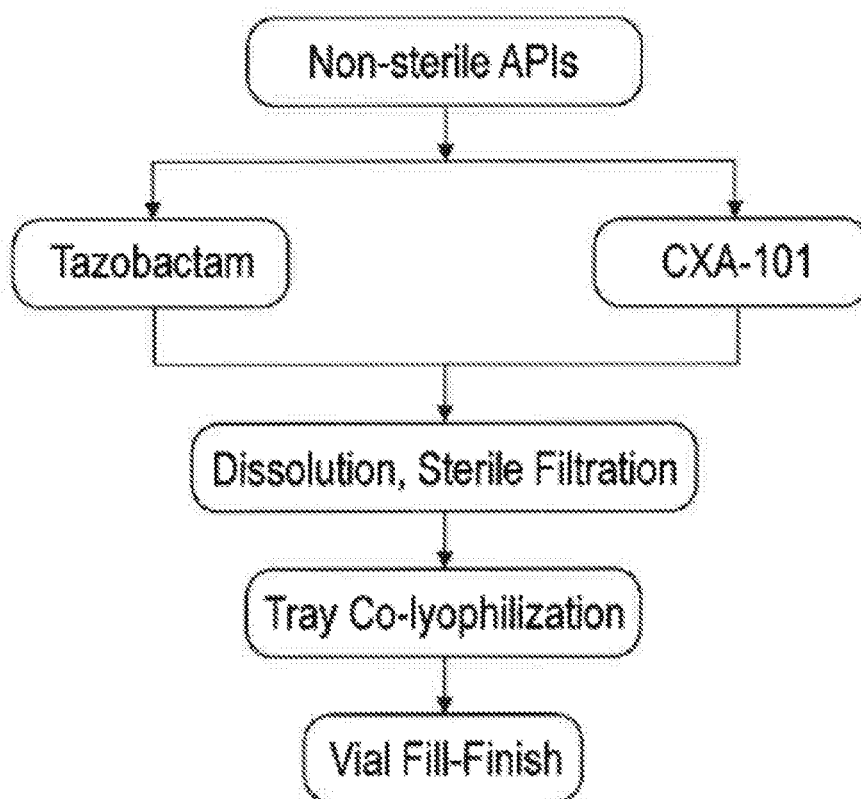 Non-sterile APIs
Tazobactam
CXA-101
Dissolution, Sterile Filtration
Tray Co-lyophilization
Vial Fill-Finish